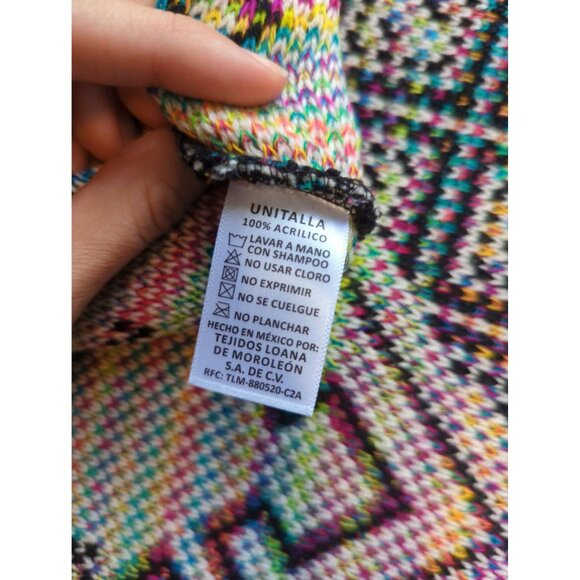 UNITALLA
100% ACRILICO
LAVAR A MANO
CON SHAMPOO
NO USAR CLORO
NO EXPRIMIR
NO SE CUELGUE
NO PLANCHAR
HECHO EN MÉXICO POR:
TEJIDOS LOANA
DE MOROLEÓN
S.A. DE C.V.
RFC: TLM-880520-C2A